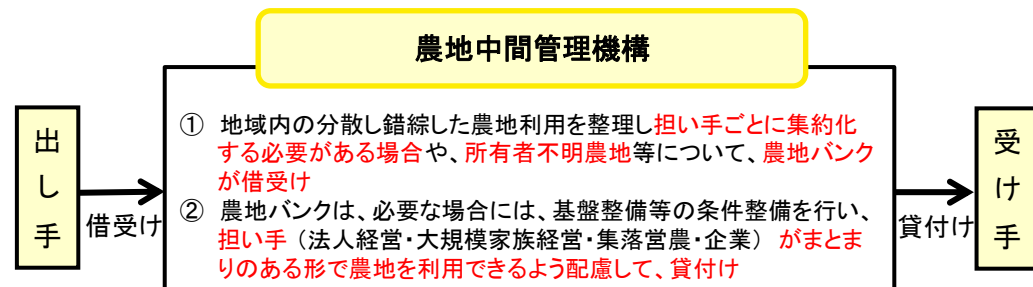 農地中間管理機構
出し手
借受け
① 地域内の分散し錯綜した農地利用を整理し担い手ごとに集約化
する必要がある場合や、所有者不明農地等について、農地バンク
が借受け
② 農地バンクは、必要な場合には、基盤整備等の条件整備を行い、
担い手（法人経営・大規模家族経営・集落営農・企業）がまとま
りのある形で農地を利用できるよう配慮して、貸付け
貸付け
受け手